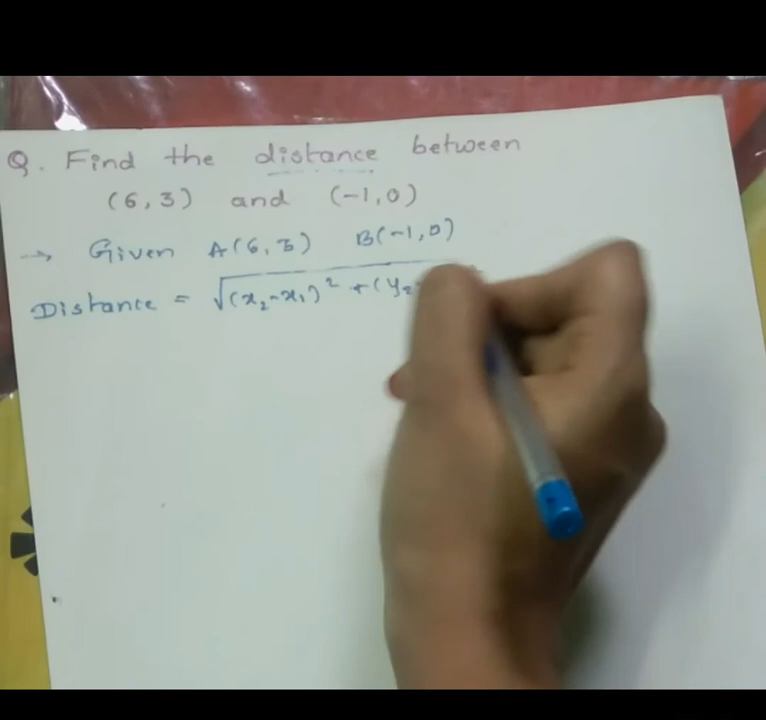 Q. Find the distance between
(6,3) and (-1,0)
→ Given A(6,3) B(-1,0)
Distance = √(x₂-x₁)² + (y₂